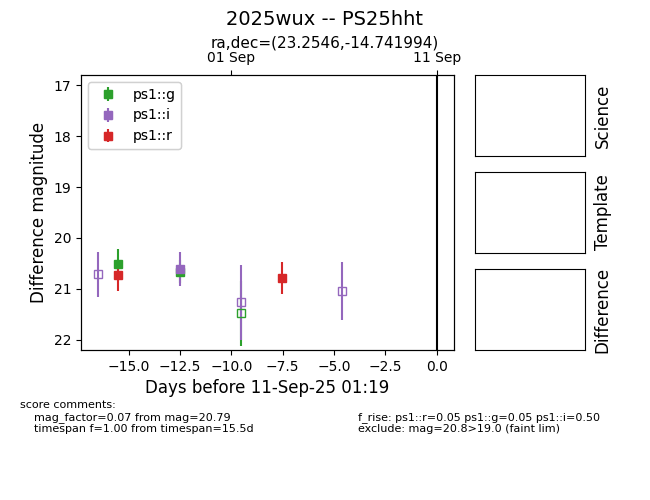 2025wux -- PS25hht
ra,dec=(23.2546,-14.741994)
01 Sep
11 Sep
17
18
19
20
21
22
Difference magnitude
ps1::g
ps1::i
ps1::r
−15.0
−12.5
−10.0
−7.5
−5.0
−2.5
0.0
Days before 11-Sep-25 01:19
Science
Template
Difference
score comments:
mag_factor=0.07 from mag=20.79
timespan f=1.00 from timespan=15.5d
f_rise: ps1::r=0.05 ps1::g=0.05 ps1::i=0.50
exclude: mag=20.8>19.0 (faint lim)